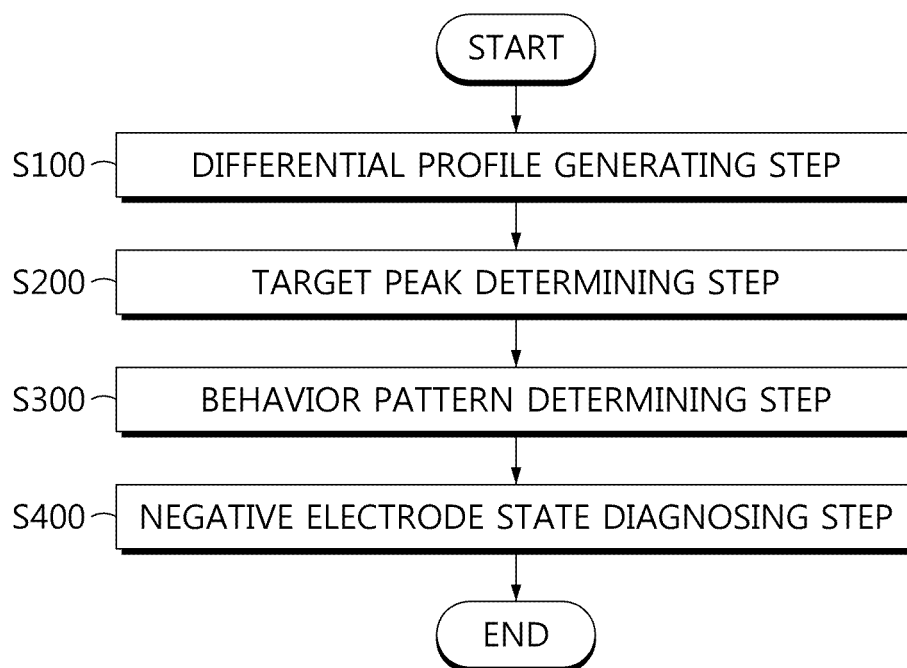 START
S100 DIFFERENTIAL PROFILE GENERATING STEP
S200 TARGET PEAK DETERMINING STEP
S300 BEHAVIOR PATTERN DETERMINING STEP
S400 NEGATIVE ELECTRODE STATE DIAGNOSING STEP
END